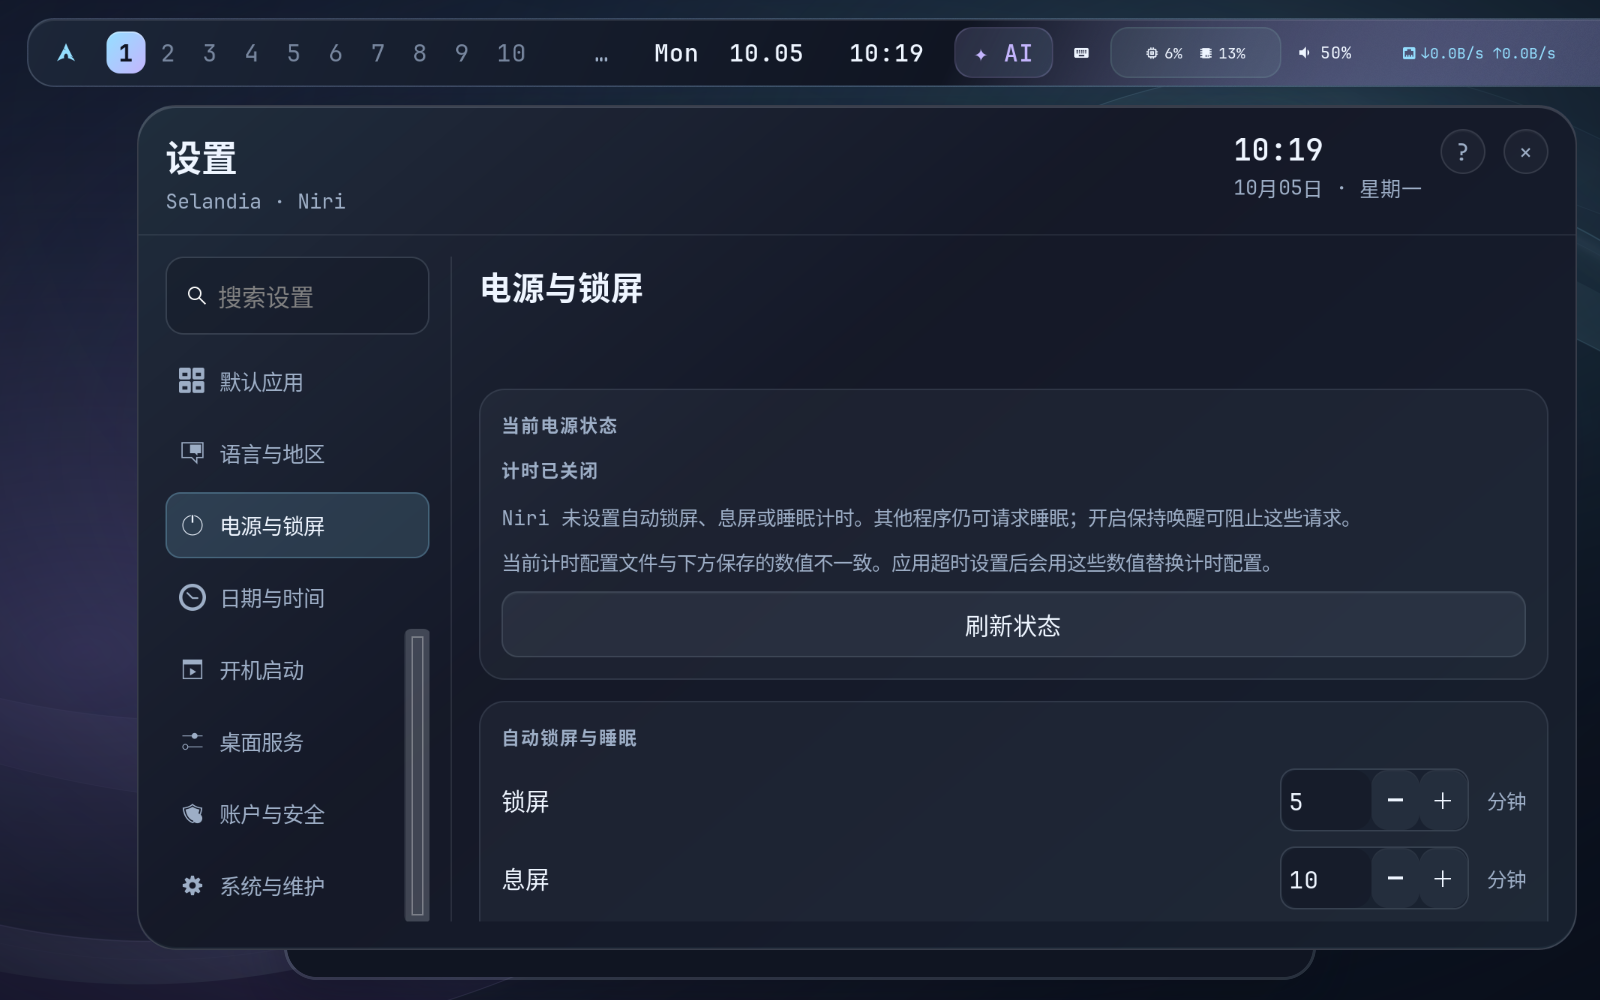 1 2 3 4 5 6 7 8 9 10 … Mon 10.05 10:19 ✦ AI 6% 13% 50% ↓0.0B/s ↑0.0B/s
设置
Selandia · Niri
10:19
10月05日 · 星期一
?
×
搜索设置
默认应用
语言与地区
电源与锁屏
日期与时间
开机启动
桌面服务
账户与安全
系统与维护
电源与锁屏
当前电源状态
计时已关闭
Niri 未设置自动锁屏、息屏或睡眠计时。其他程序仍可请求睡眠；开启保持唤醒可阻止这些请求。
当前计时配置文件与下方保存的数值不一致。应用超时设置后会用这些数值替换计时配置。
刷新状态
自动锁屏与睡眠
锁屏 5 − + 分钟
息屏 10 − + 分钟